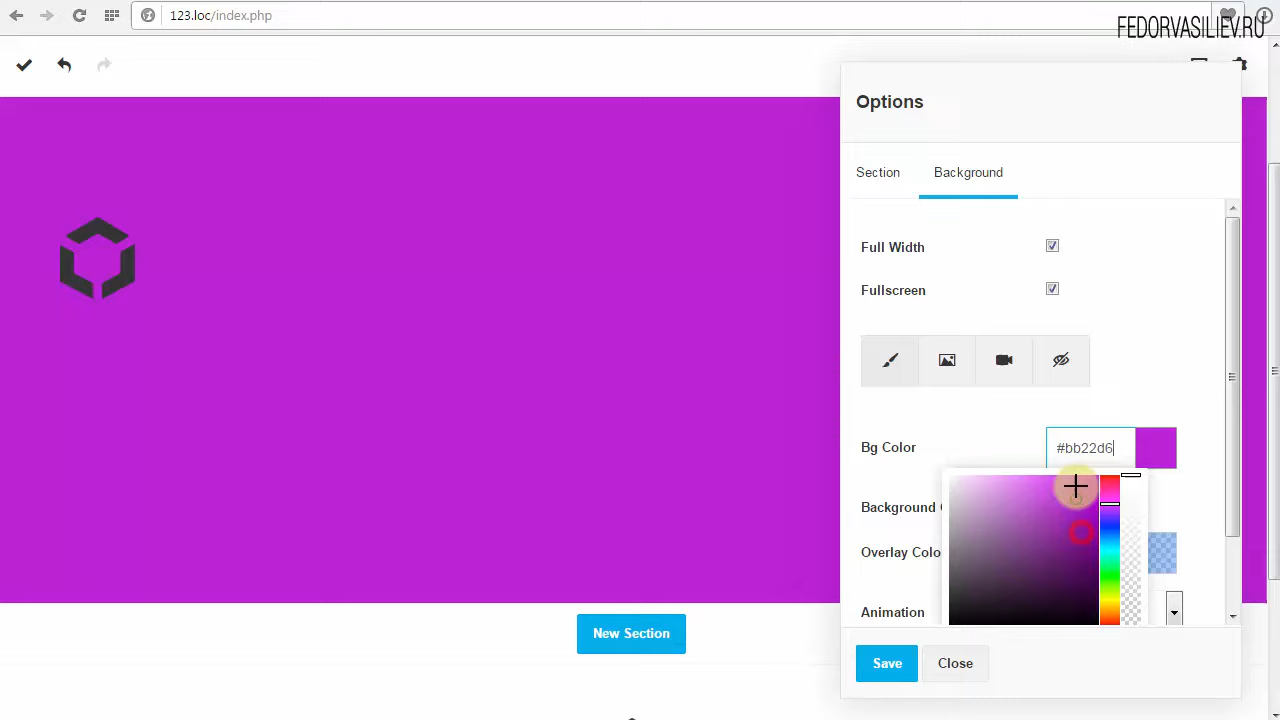 123.loc/index.php
FEDORVASILIEV.RU
Options
Section Background
Full Width
Fullscreen
Bg Color #bb22d6
Background
Overlay Colo
Animation
New Section
Save Close